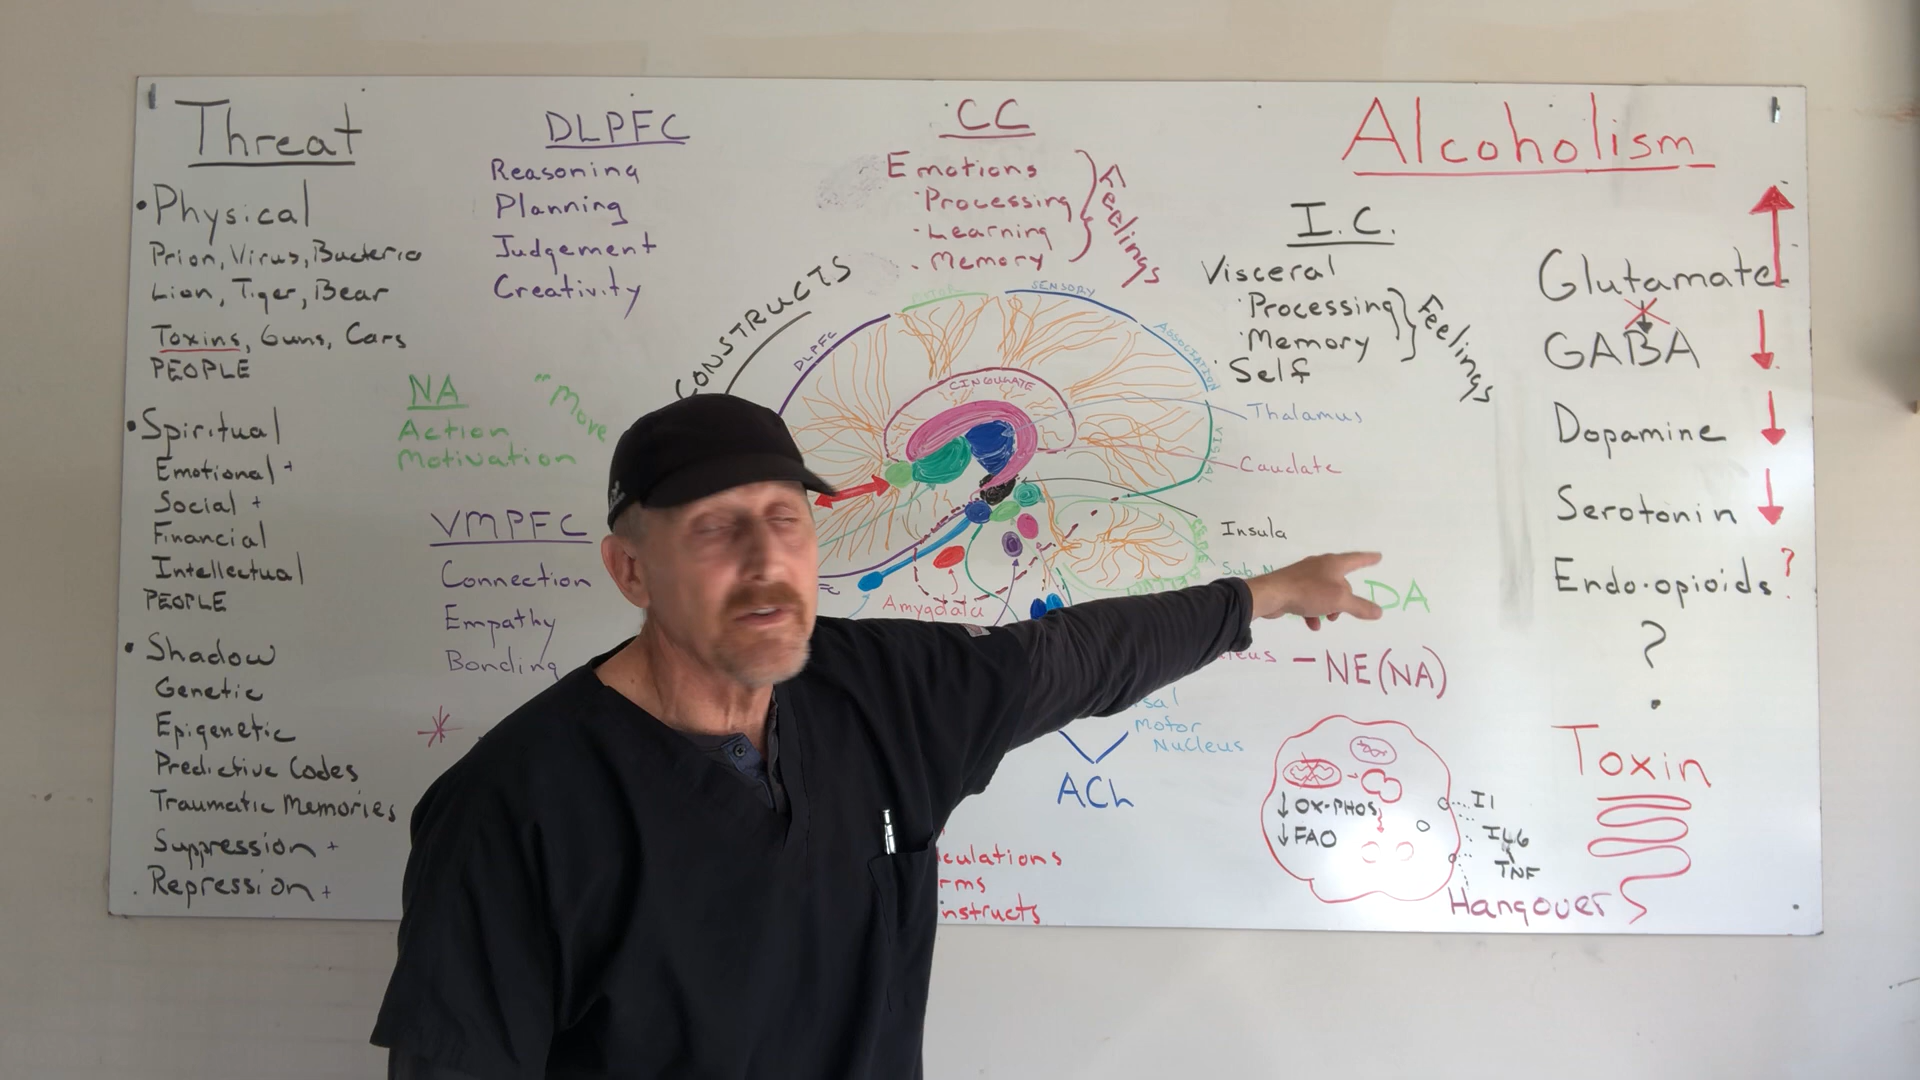 Threat
• Physical
Prion, Virus, Bacteria
Lion, Tiger, Bear
Toxins, Guns, Cars
PEOPLE
• Spiritual
Emotional +
Social +
Financial
Intellectual
PEOPLE
• Shadow
Genetic
Epigenetic
Predictive Codes
Traumatic Memories
Suppression +
. Repression +
DLPFC
Reasoning
Planning
Judgement
Creativity
NA
Action
Motivation
"Move
VMPFC
Connection
Empathy
Bonding
*
CONSTRUCTS
CC
Emotions
· Processing
· Learning
· Memory
Feelings
DLPFC
SENSORY
ASSOCIATION
VISUAL
CINGULATE
Thalamus
Caudate
Insula
Amygdala
I.C.
Visceral
· Processing
· Memory
· Self
Feelings
DA
– NE(NA)
Motor
Nucleus
ACh
culations
rms
nstructs
↓ OX-PHOS
↓ FAO
I1
IL6
TNF
Hangover
Alcoholism
Glutamate ↑
GABA ↓
Dopamine ↓
Serotonin ↓
Endo-opioids ?
?
Toxin